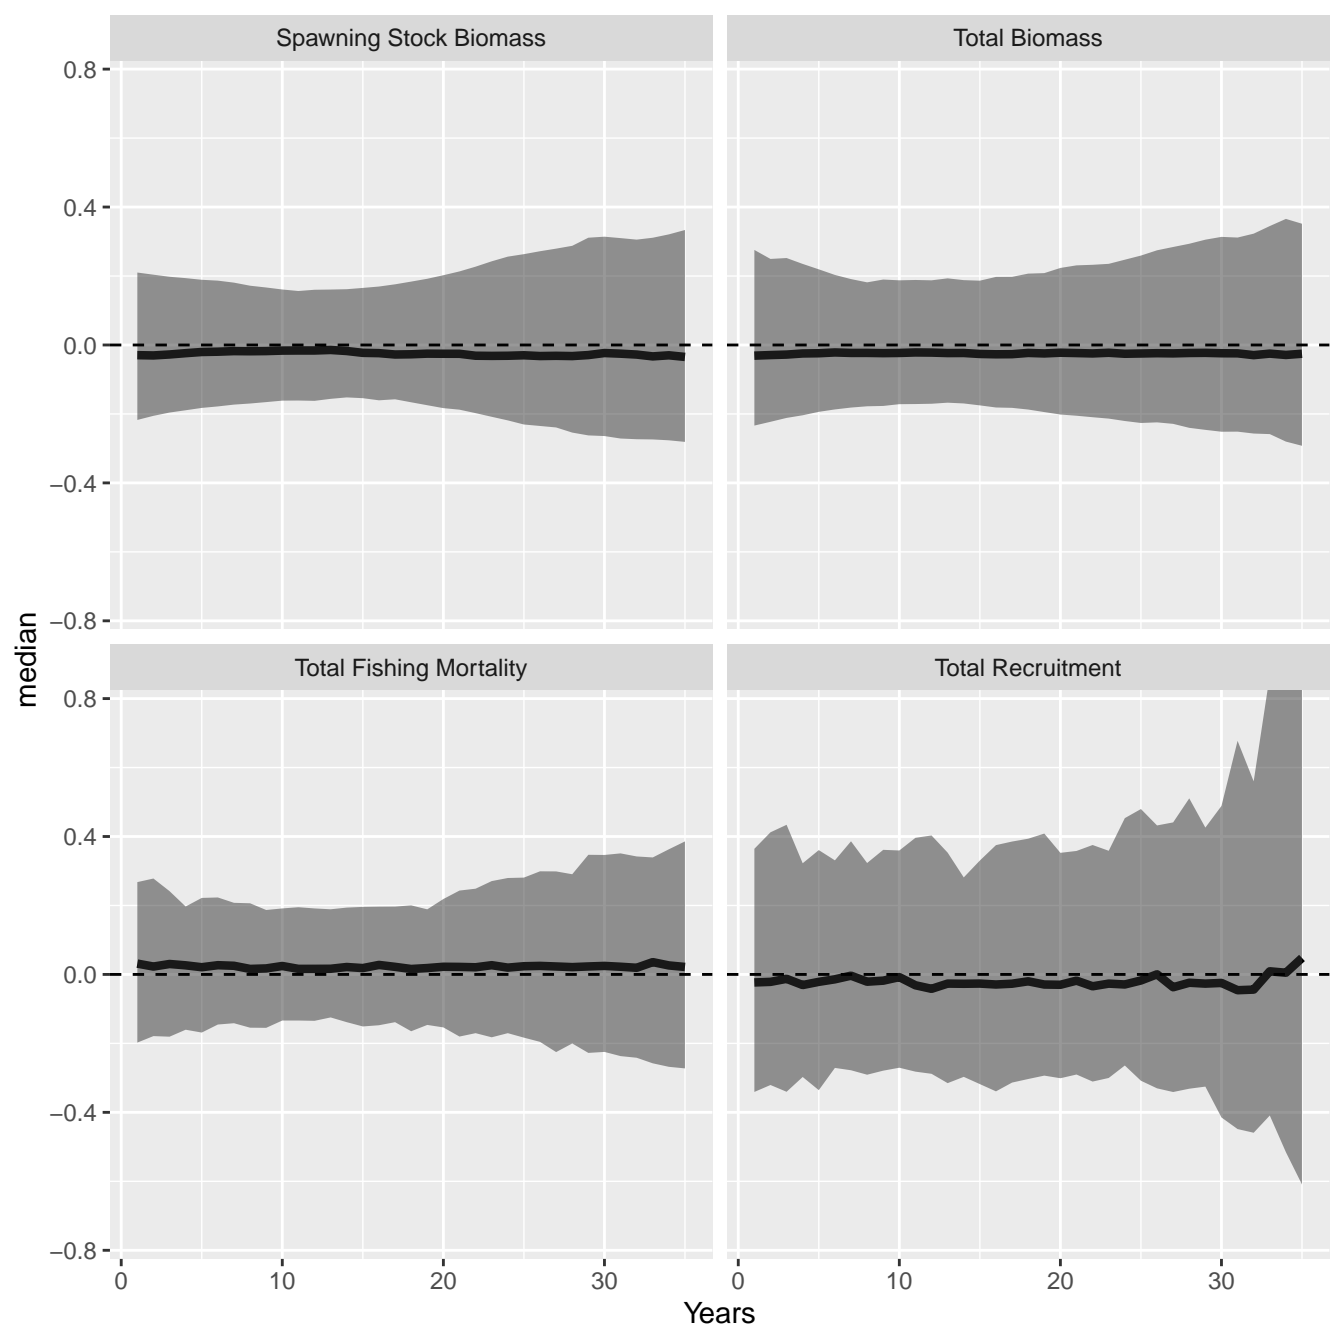 Spawning Stock Biomass
Total Biomass
0.8
0.4
0.0
−0.4
−0.8
median
Total Fishing Mortality
Total Recruitment
0.8
0.4
0.0
−0.4
−0.8
0 10 20 30
0 10 20 30
Years